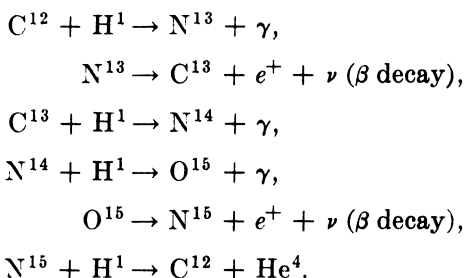 C¹² + H¹ → N¹³ + γ,
N¹³ → C¹³ + e⁺ + ν (β decay),
C¹³ + H¹ → N¹⁴ + γ,
N¹⁴ + H¹ → O¹⁵ + γ,
O¹⁵ → N¹⁵ + e⁺ + ν (β decay),
N¹⁵ + H¹ → C¹² + He⁴.